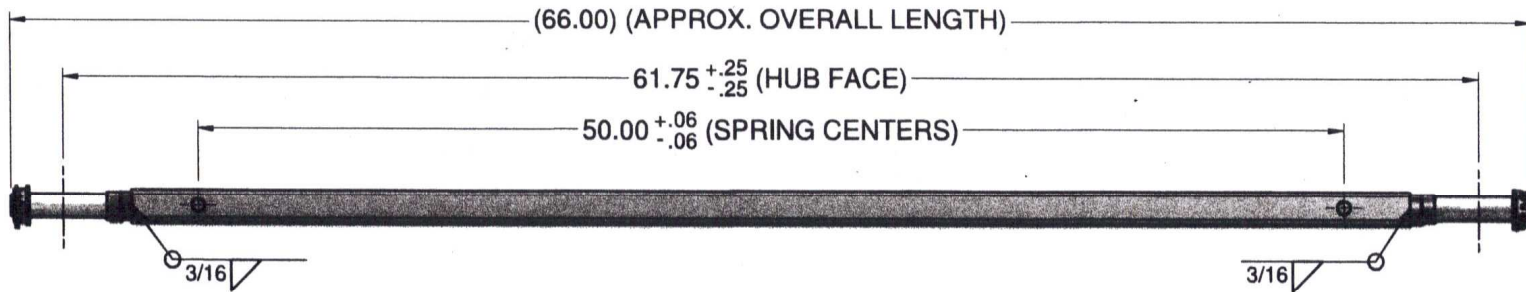 (66.00) (APPROX. OVERALL LENGTH)
61.75 +.25 -.25 (HUB FACE)
50.00 +.06 -.06 (SPRING CENTERS)
3/16
3/16